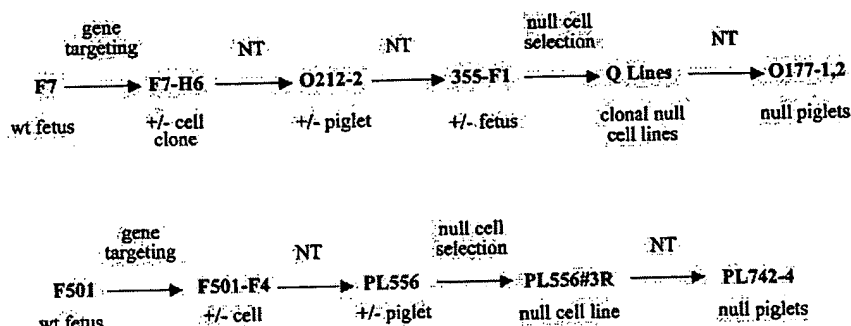 gene targeting NT NT null cell selection NT
F7 F7-H6 O212-2 355-F1 Q Lines O177-1,2
wt fetus +/- cell clone +/- piglet +/- fetus clonal null cell lines null piglets
gene targeting NT null cell selection NT
F501 F501-F4 PL556 PL556#3R PL742-4
wt fetus +/- cell +/- piglet null cell line null piglets